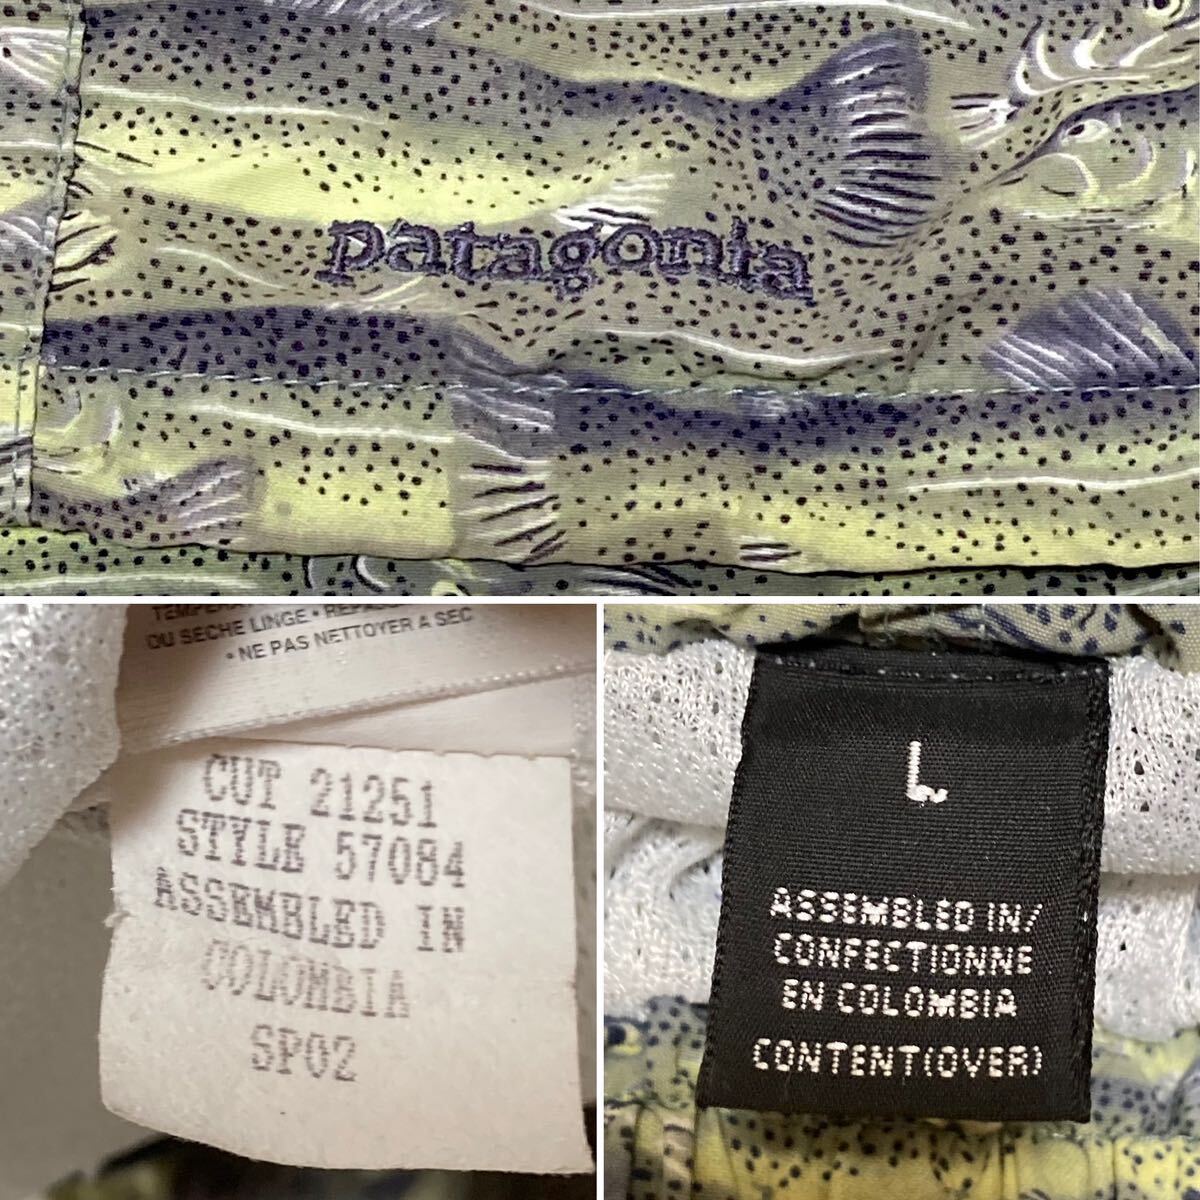 patagonia
OU SECHE LINGE • REPASS
• NE PAS NETTOYER A SEC
CUT 21251
STYLE 57084
ASSEMBLED IN
COLOMBIA
SP02
L
ASSEMBLED IN/
CONFECTIONNE
EN COLOMBIA
CONTENT(OVER)